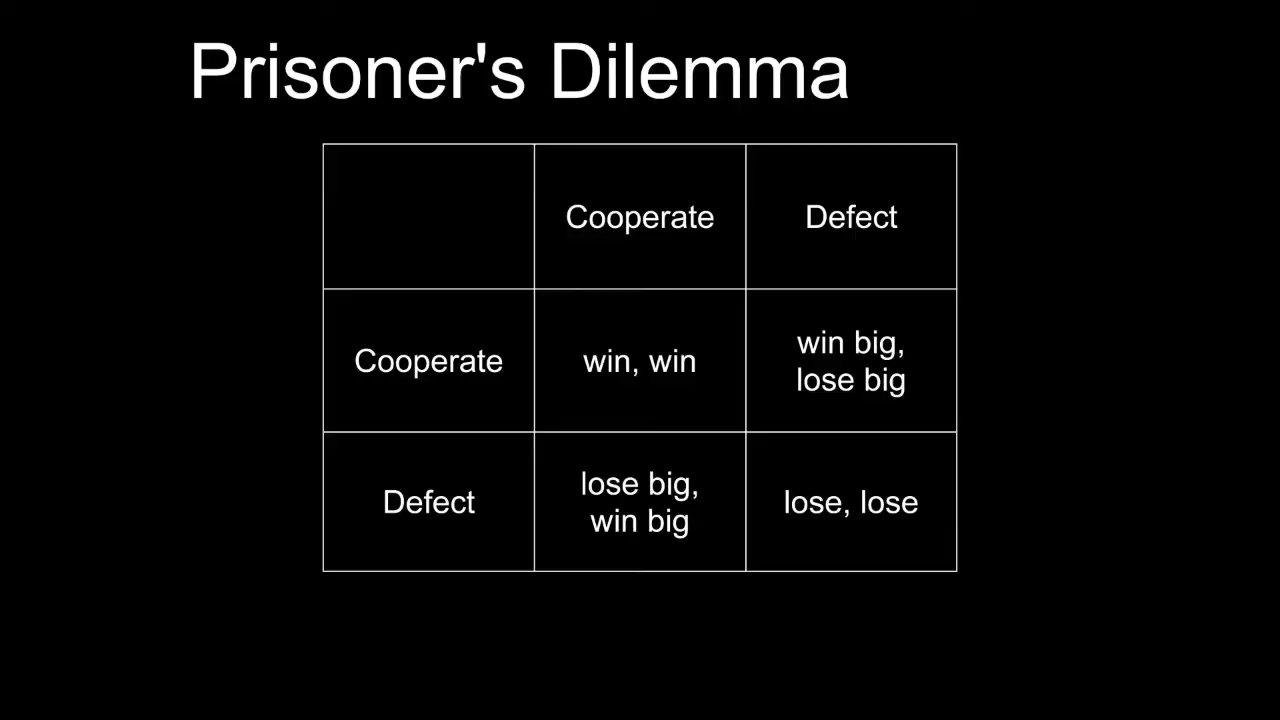 Prisoner's Dilemma
Cooperate
Defect
Cooperate
win, win
win big,
lose big
Defect
lose big,
win big
lose, lose